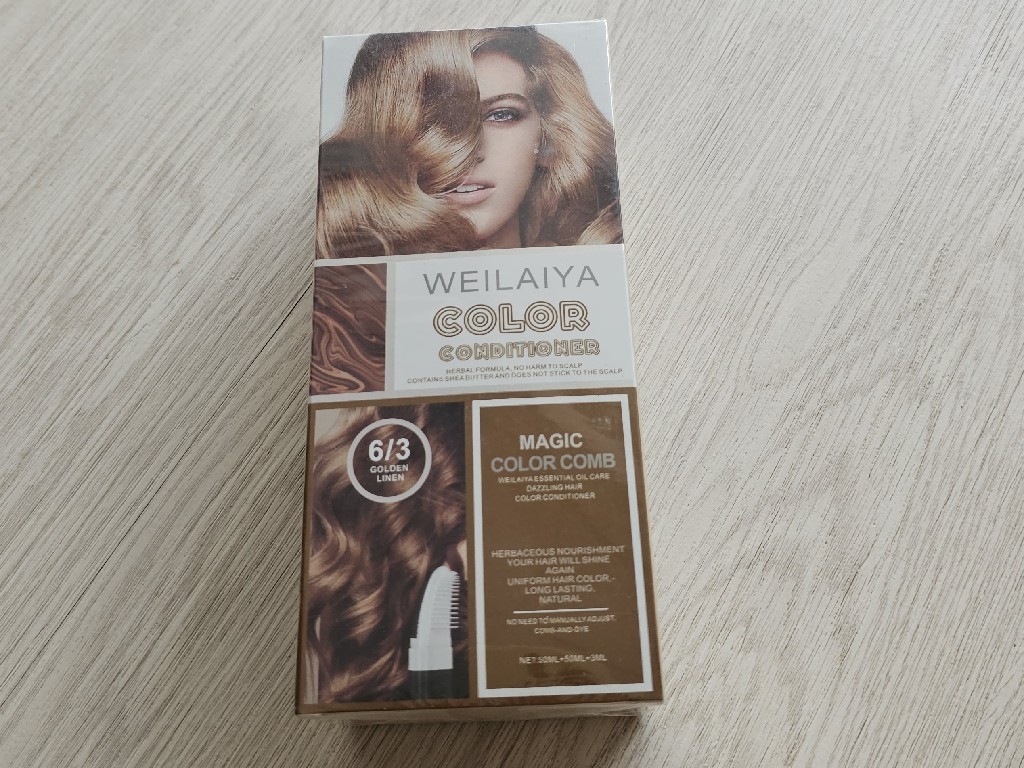 WEILAIYA
COLOR
CONDITIONER
HERBAL FORMULA, NO HARM TO SCALP
CONTAINS SHEA BUTTER AND DOES NOT STICK TO THE SCALP
6/3
GOLDEN
LINEN
MAGIC
COLOR COMB
WEILAIYA ESSENTIAL OIL CARE
DAZZLING HAIR
COLOR CONDITIONER
HERBACEOUS NOURISHMENT
YOUR HAIR WILL SHINE
AGAIN
UNIFORM HAIR COLOR,-
LONG LASTING,
NATURAL
NO NEED TO MANUALLY ADJUST,
COMB-AND-DYE
NET.50ML+50ML+3ML